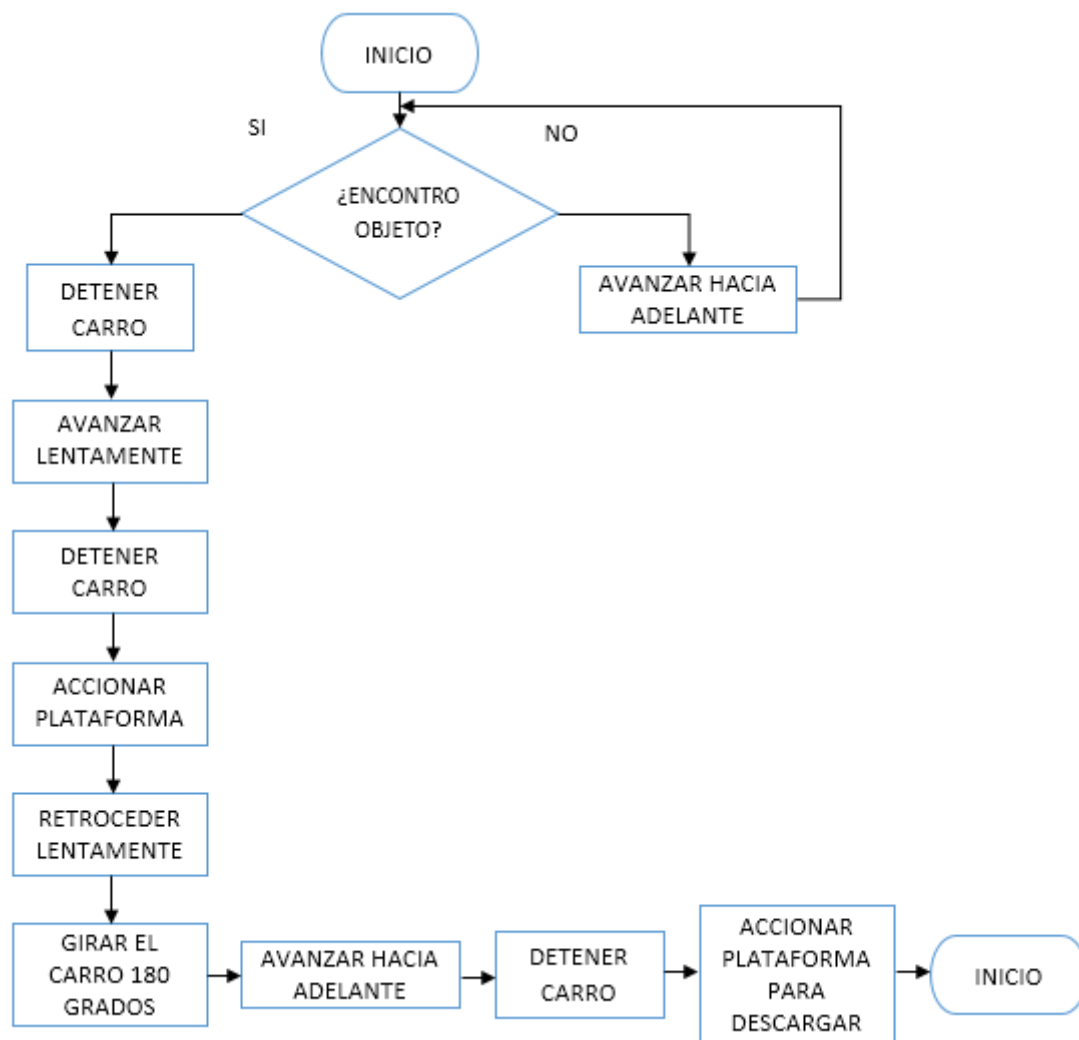 INICIO
SI
NO
¿ENCONTRO
OBJETO?
DETENER
CARRO
AVANZAR HACIA
ADELANTE
AVANZAR
LENTAMENTE
DETENER
CARRO
ACCIONAR
PLATAFORMA
RETROCEDER
LENTAMENTE
GIRAR EL
CARRO 180
GRADOS
AVANZAR HACIA
ADELANTE
DETENER
CARRO
ACCIONAR
PLATAFORMA
PARA
DESCARGAR
INICIO